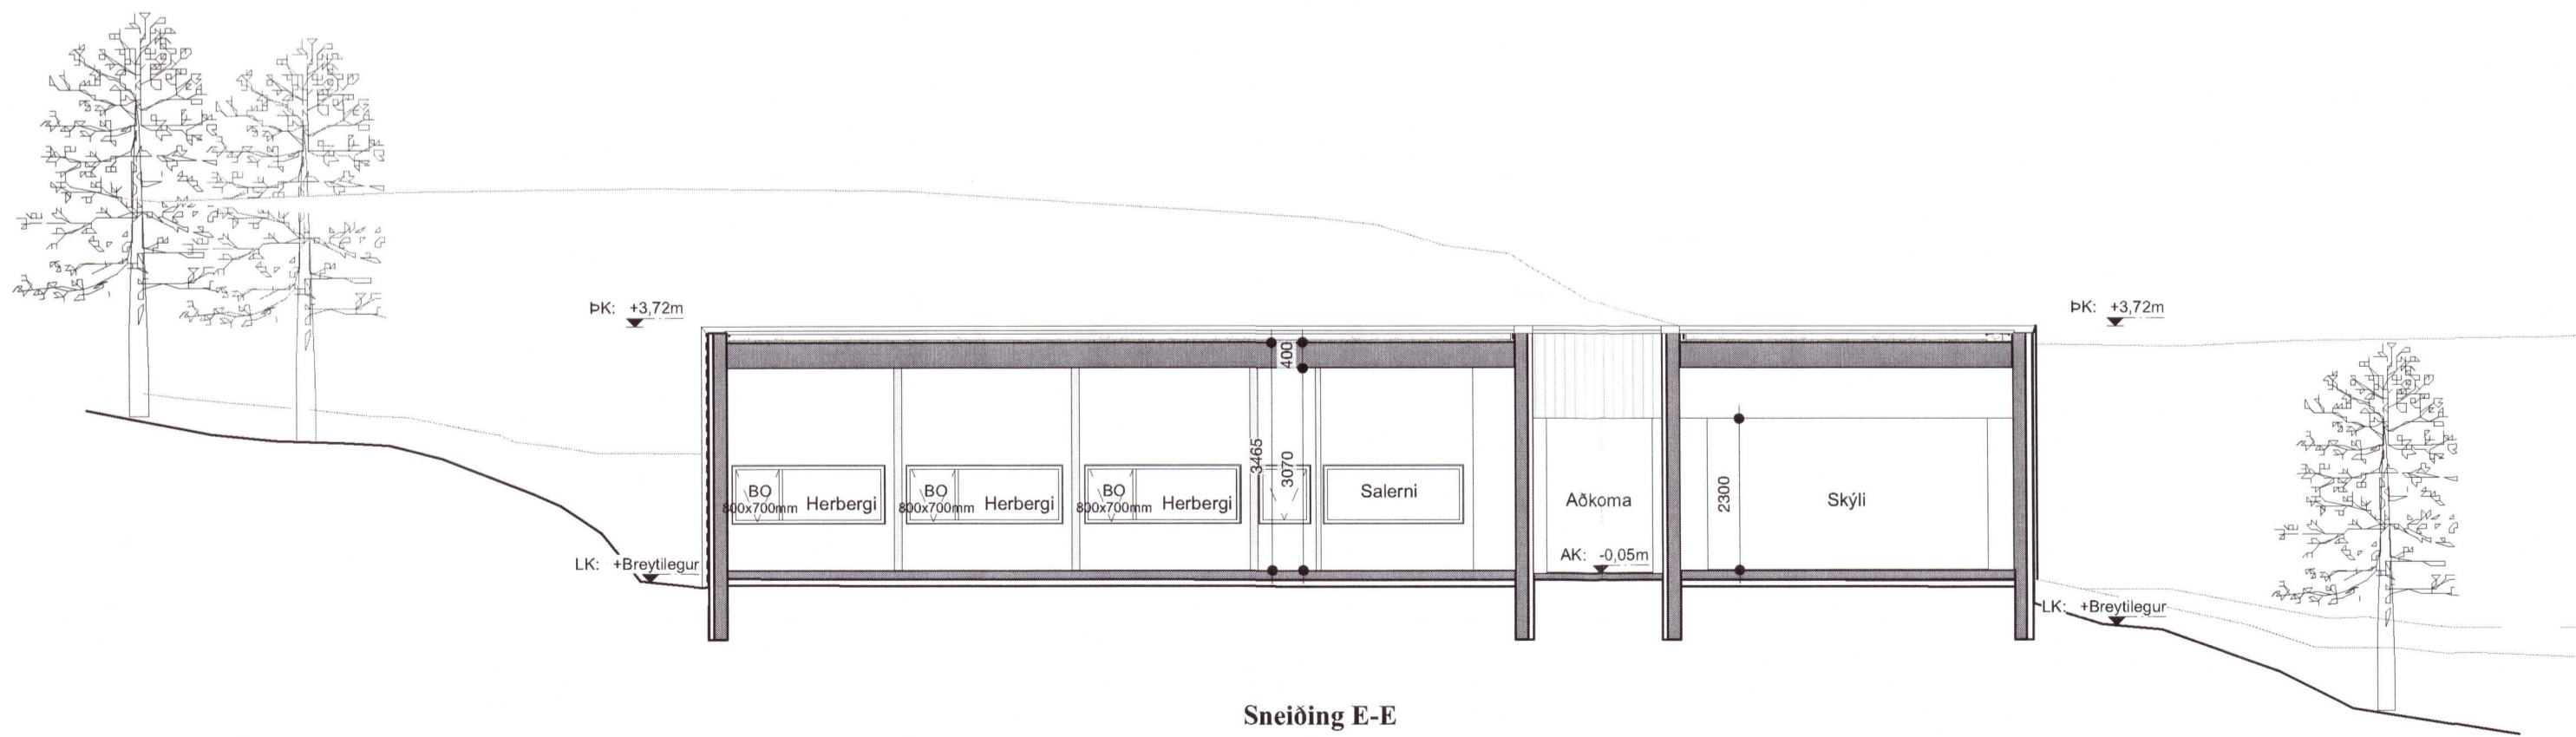 ÞK: +3,72m
ÞK: +3,72m
400
3465
3070
2300
BO
800x700mm
Herbergi
BO
800x700mm
Herbergi
BO
800x700mm
Herbergi
Salerni
Aðkoma
Skýli
AK: -0,05m
LK: +Breytilegur
LK: +Breytilegur
Sneiðing E-E